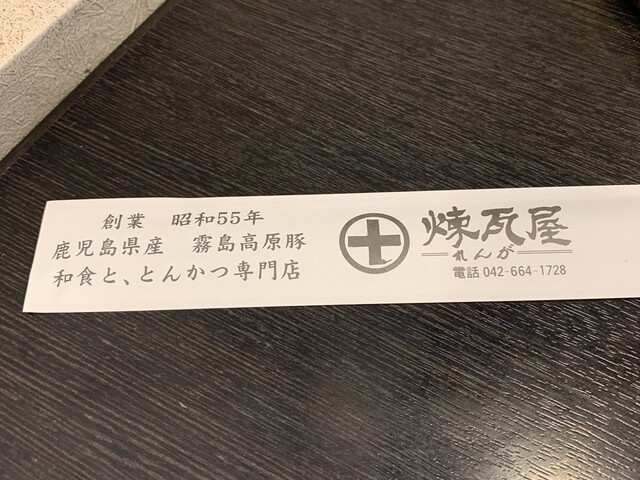 創業 昭和55年
鹿児島県産 霧島高原豚
和食と、とんかつ専門店
煉瓦屋
れんが
電話 042-664-1728